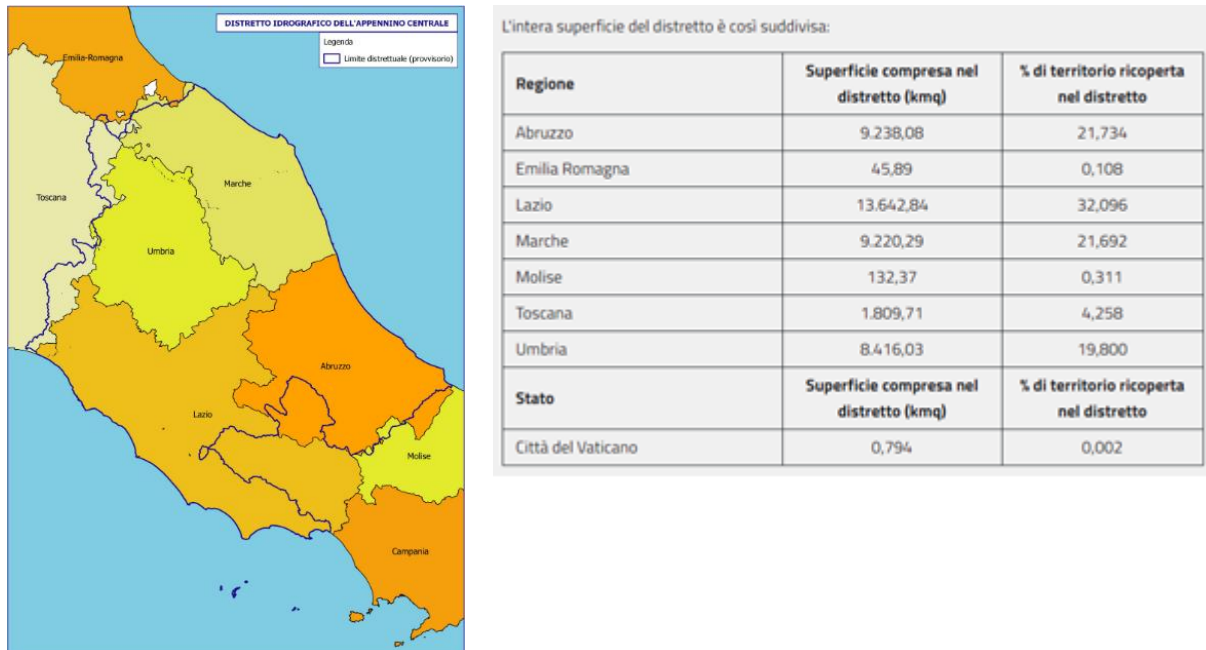 DISTRETTO IDROGRAFICO DELL'APPENNINO CENTRALE
Legenda
Limite distrettuale (provvisorio)
Emilia-Romagna
Toscana
Marche
Umbria
Abruzzo
Lazio
Molise
Campania
L'intera superficie del distretto è così suddivisa:
Regione Superficie compresa nel distretto (kmq) % di territorio ricoperta nel distretto
Abruzzo 9.238,08 21,734
Emilia Romagna 45,89 0,108
Lazio 13.642,84 32,096
Marche 9.220,29 21,692
Molise 132,37 0,311
Toscana 1.809,71 4,258
Umbria 8.416,03 19,800
Stato Superficie compresa nel distretto (kmq) % di territorio ricoperta nel distretto
Città del Vaticano 0,794 0,002